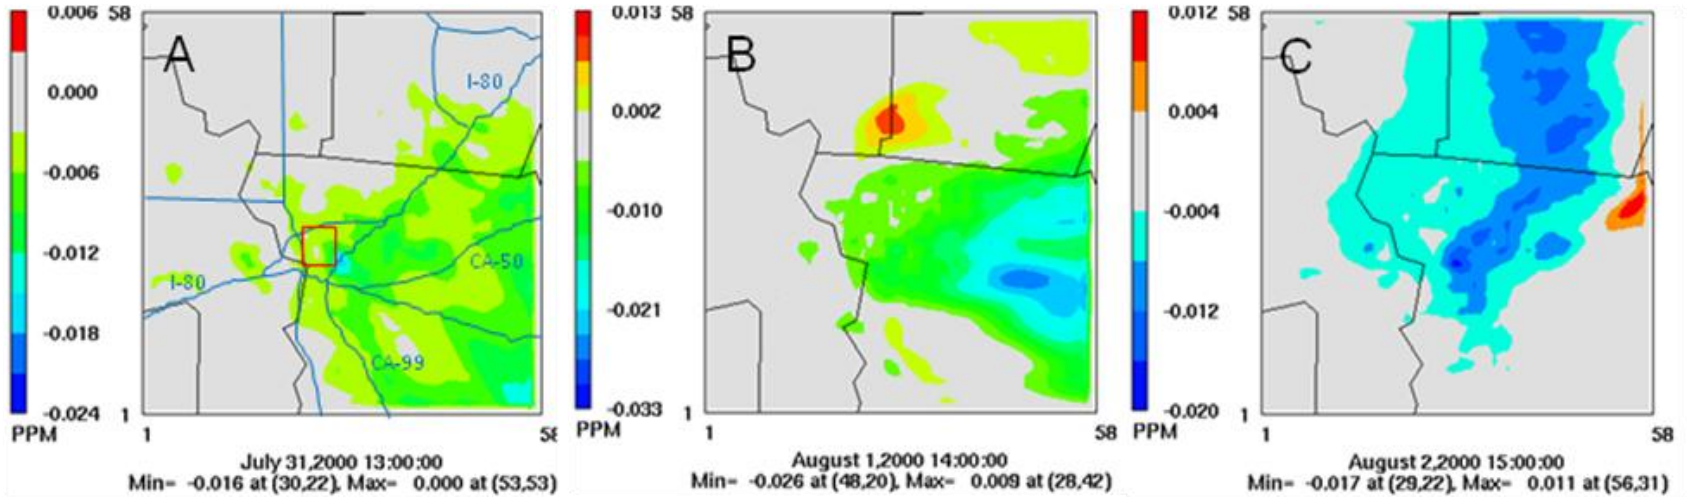 0.006
0.000
-0.006
-0.012
-0.018
-0.024
PPM
58
1
1
58
A
I-80
I-80
CA-50
CA-99
July 31,2000 13:00:00
Min= -0.016 at (30,22), Max= 0.000 at (53,53)
0.013
0.002
-0.010
-0.021
-0.033
PPM
58
1
1
58
B
August 1,2000 14:00:00
Min= -0.026 at (48,20), Max= 0.009 at (28,42)
0.012
0.004
-0.004
-0.012
-0.020
PPM
58
1
1
58
C
August 2,2000 15:00:00
Min= -0.017 at (29,22), Max= 0.011 at (56,31)